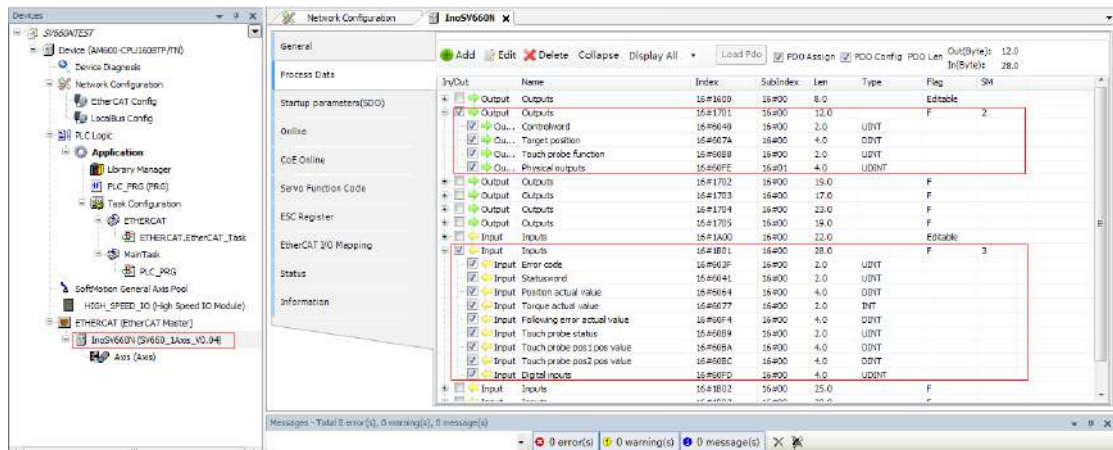 Devices
SV660NTEST
Device (AM600-CPU1608TP/TN)
Device Diagnosis
Network Configuration
EtherCAT Config
LocalBus Config
PLC Logic
Application
Library Manager
PLC_PRG (PRG)
Task Configuration
ETHERCAT
ETHERCAT.EtherCAT_Task
MainTask
PLC_PRG
SoftMotion General Axis Pool
HIGH_SPEED_IO (High Speed IO Module)
ETHERCAT (EtherCAT Master)
InoSV660N (SV660_1Axis_V0.04)
Axis (Axis)
Network Configuration
InoSV660N
General
Process Data
Startup parameters(SDO)
Online
CoE Online
Servo Function Code
ESC Register
EtherCAT I/O Mapping
Status
Information
Add Edit Delete Collapse Display All Load Pdo PDO Assign PDO Config PDO Len Out(Byte): 12.0
In(Byte): 28.0
In/Out Name Index SubIndex Len Type Flag SM
Output Outputs 16#1600 16#00 8.0 Editable
Output Outputs 16#1701 16#00 12.0 F 2
Ou... Controlword 16#6040 16#00 2.0 UINT
Ou... Target position 16#607A 16#00 4.0 DINT
Ou... Touch probe function 16#60B8 16#00 2.0 UINT
Ou... Physical outputs 16#60FE 16#01 4.0 UDINT
Output Outputs 16#1702 16#00 19.0 F
Output Outputs 16#1703 16#00 17.0 F
Output Outputs 16#1704 16#00 23.0 F
Output Outputs 16#1705 16#00 19.0 F
Input Inputs 16#1A00 16#00 22.0 Editable
Input Inputs 16#1B01 16#00 28.0 F 3
Input Error code 16#603F 16#00 2.0 UINT
Input Statusword 16#6041 16#00 2.0 UINT
Input Position actual value 16#6064 16#00 4.0 DINT
Input Torque actual value 16#6077 16#00 2.0 INT
Input Following error actual value 16#60F4 16#00 4.0 DINT
Input Touch probe status 16#60B9 16#00 2.0 UINT
Input Touch probe pos1 pos value 16#60BA 16#00 4.0 DINT
Input Touch probe pos2 pos value 16#60BC 16#00 4.0 DINT
Input Digital inputs 16#60FD 16#00 4.0 UDINT
Input Inputs 16#1B02 16#00 25.0 F
Messages - Total 0 error(s), 0 warning(s), 0 message(s)
0 error(s) 0 warning(s) 0 message(s)